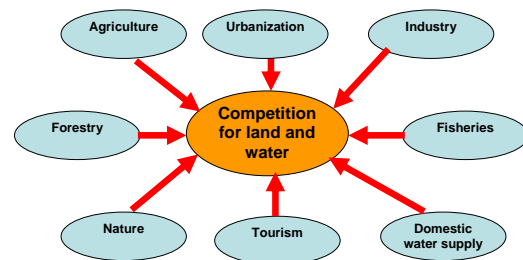 Agriculture
Urbanization
Industry
Competition
for land and
water
Forestry
Fisheries
Nature
Tourism
Domestic
water supply